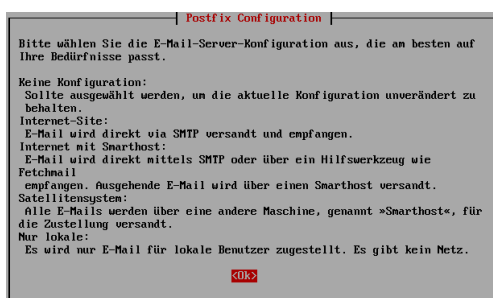 Postfix Configuration
Bitte wählen Sie die E-Mail-Server-Konfiguration aus, die am besten auf
Ihre Bedürfnisse passt.
Keine Konfiguration:
Sollte ausgewählt werden, um die aktuelle Konfiguration unverändert zu
behalten.
Internet-Site:
E-Mail wird direkt via SMTP versandt und empfangen.
Internet mit Smarthost:
E-Mail wird direkt mittels SMTP oder über ein Hilfswerkzeug wie
Fetchmail
empfangen. Ausgehende E-Mail wird über einen Smarthost versandt.
Satellitensystem:
Alle E-Mails werden über eine andere Maschine, genannt »Smarthost«, für
die Zustellung versandt.
Nur lokale:
Es wird nur E-Mail für lokale Benutzer zugestellt. Es gibt kein Netz.
<Ok>